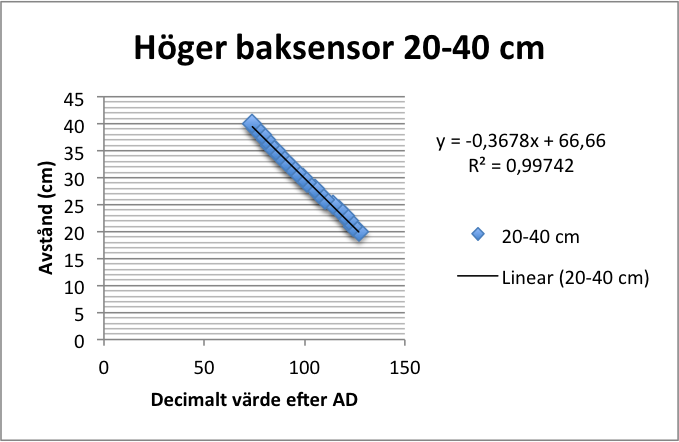 Höger baksensor 20-40 cm
45
40
35
30
25
20
15
10
5
0
Avstånd (cm)
0 50 100 150
Decimalt värde efter AD
y = -0,3678x + 66,66
R² = 0,99742
20-40 cm
Linear (20-40 cm)